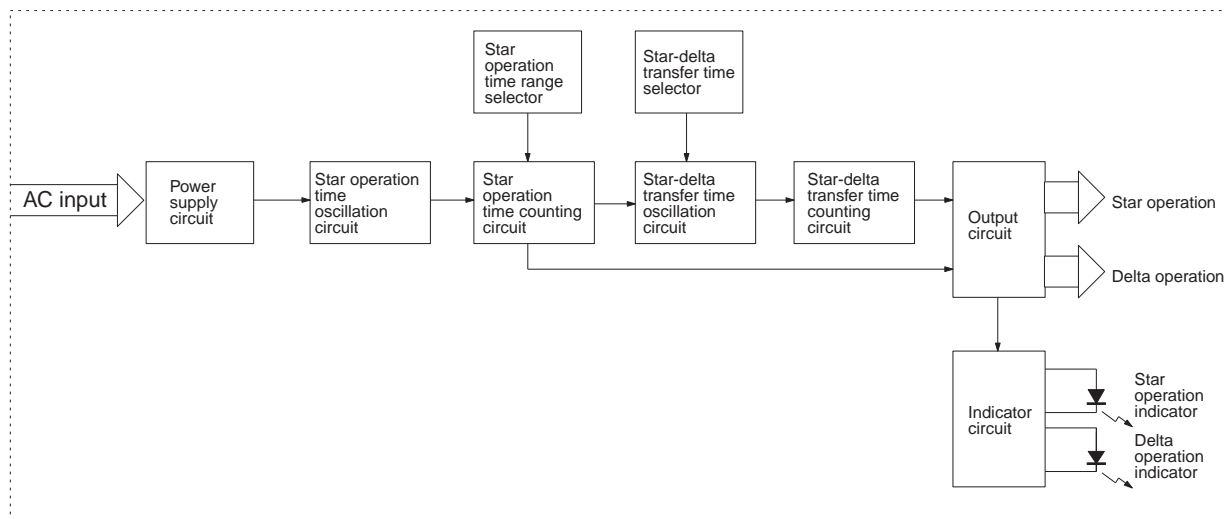 Star
operation
time range
selector
Star-delta
transfer time
selector
AC input
Power
supply
circuit
Star operation
time
oscillation
circuit
Star
operation
time counting
circuit
Star-delta
transfer time
oscillation circuit
Star-delta
transfer time
counting
circuit
Output
circuit
Star operation
Delta operation
Indicator
circuit
Star
operation
indicator
Delta
operation
indicator